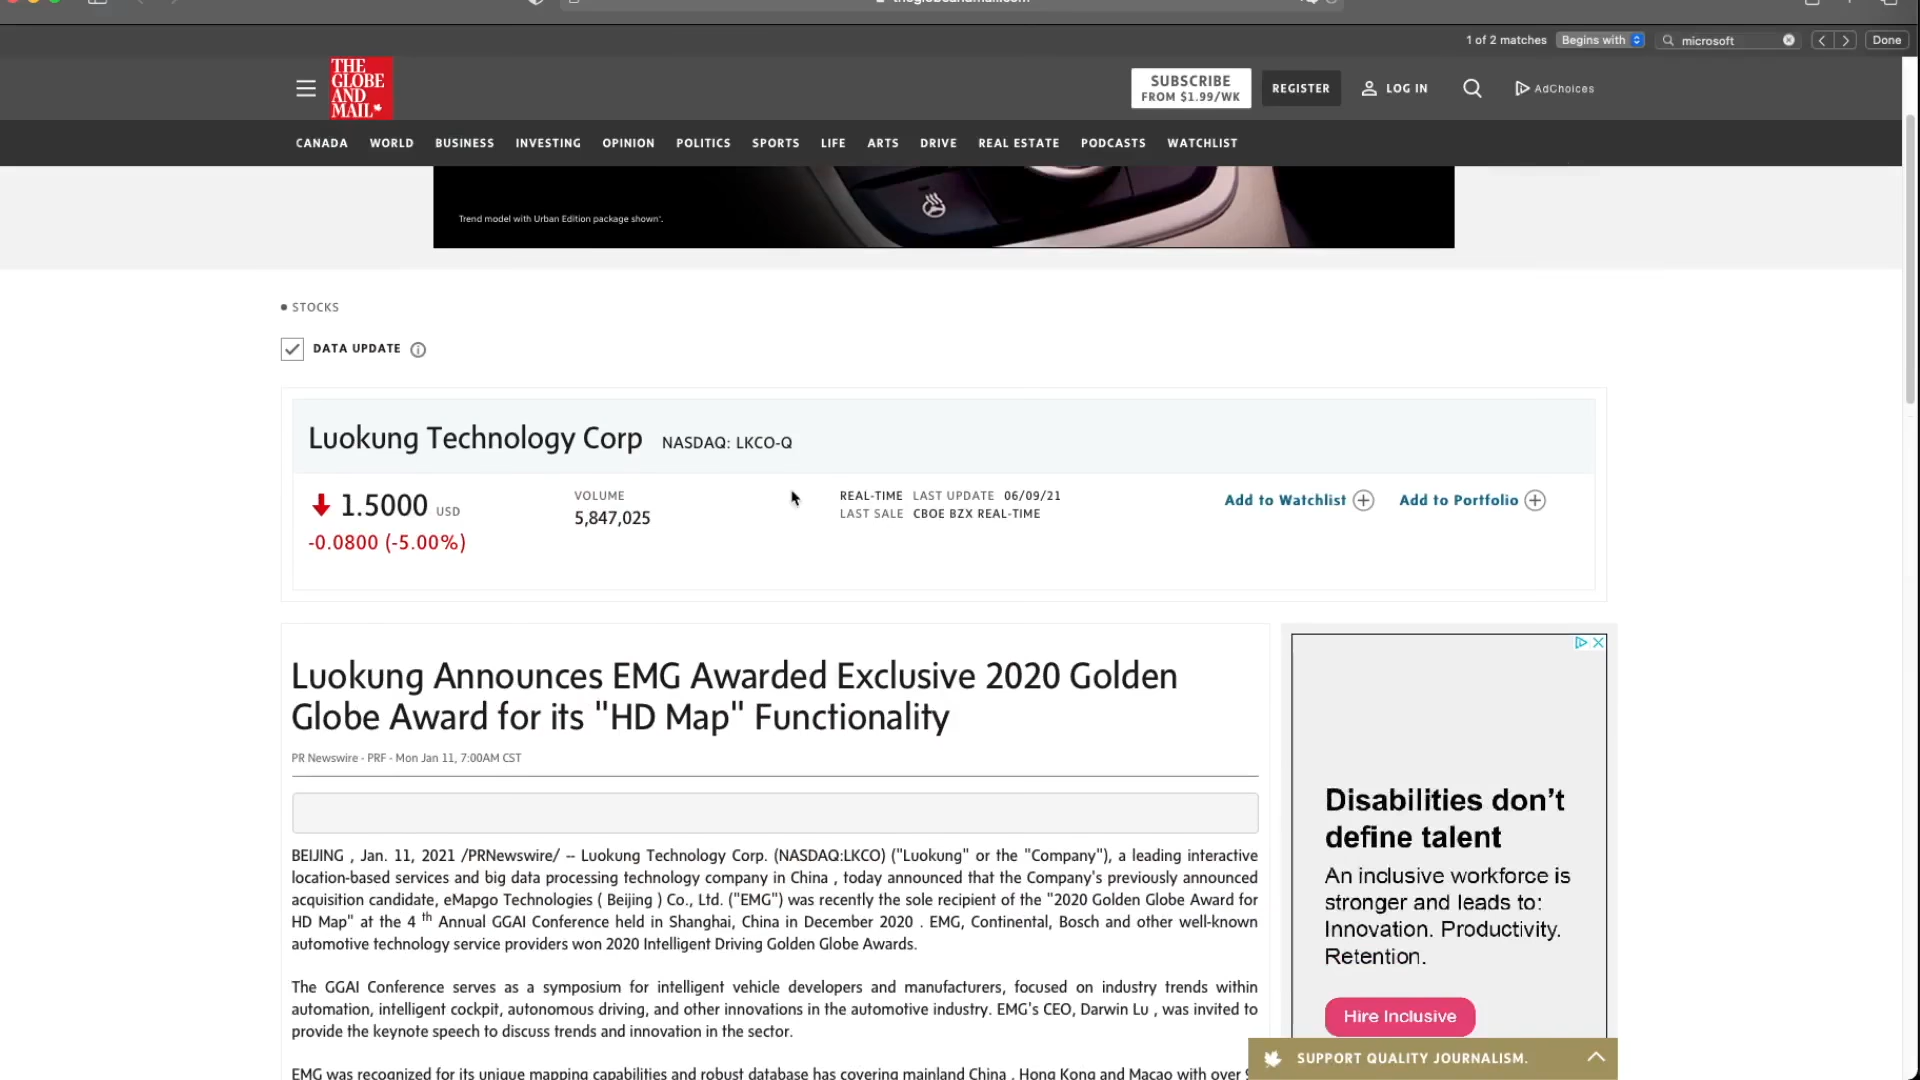 1 of 2 matches Begins with microsoft Done
THE
GLOBE
AND
MAIL
SUBSCRIBE
FROM $1.99/WK
REGISTER
LOG IN
AdChoices
CANADA WORLD BUSINESS INVESTING OPINION POLITICS SPORTS LIFE ARTS DRIVE REAL ESTATE PODCASTS WATCHLIST
Trend model with Urban Edition package shown*.
• STOCKS
DATA UPDATE
Luokung Technology Corp NASDAQ: LKCO-Q
1.5000 USD
-0.0800 (-5.00%)
VOLUME
5,847,025
REAL-TIME LAST UPDATE 06/09/21
LAST SALE CBOE BZX REAL-TIME
Add to Watchlist
Add to Portfolio
Luokung Announces EMG Awarded Exclusive 2020 Golden
Globe Award for its "HD Map" Functionality
PR Newswire - PRF - Mon Jan 11, 7:00AM CST
BEIJING , Jan. 11, 2021 /PRNewswire/ -- Luokung Technology Corp. (NASDAQ:LKCO) ("Luokung" or the "Company"), a leading interactive
location-based services and big data processing technology company in China , today announced that the Company's previously announced
acquisition candidate, eMapgo Technologies ( Beijing ) Co., Ltd. ("EMG") was recently the sole recipient of the "2020 Golden Globe Award for
HD Map" at the 4 th Annual GGAI Conference held in Shanghai, China in December 2020 . EMG, Continental, Bosch and other well-known
automotive technology service providers won 2020 Intelligent Driving Golden Globe Awards.
The GGAI Conference serves as a symposium for intelligent vehicle developers and manufacturers, focused on industry trends within
automation, intelligent cockpit, autonomous driving, and other innovations in the automotive industry. EMG's CEO, Darwin Lu , was invited to
provide the keynote speech to discuss trends and innovation in the sector.
EMG was recognized for its unique mapping capabilities and robust database has covering mainland China , Hong Kong and Macao with over
Disabilities don't
define talent
An inclusive workforce is
stronger and leads to:
Innovation. Productivity.
Retention.
Hire Inclusive
SUPPORT QUALITY JOURNALISM.